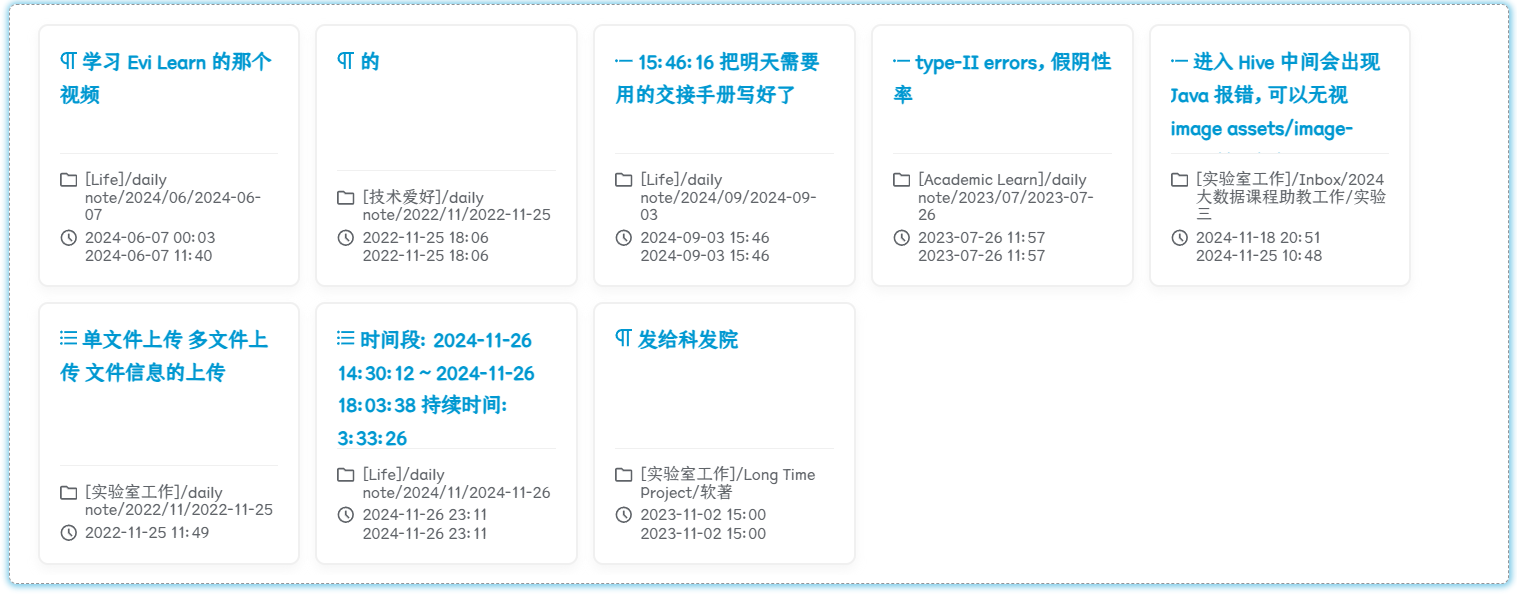 学习 Evi Learn 的那个
视频
[Life]/daily
note/2024/06/2024-06-
07
2024-06-07 00:03
2024-06-07 11:40
的
[技术爱好]/daily
note/2022/11/2022-11-25
2022-11-25 18:06
2022-11-25 18:06
15:46:16 把明天需要
用的交接手册写好了
[Life]/daily
note/2024/09/2024-09-
03
2024-09-03 15:46
2024-09-03 15:46
type-II errors, 假阴性
率
[Academic Learn]/daily
note/2023/07/2023-07-
26
2023-07-26 11:57
2023-07-26 11:57
进入 Hive 中间会出现
Java 报错, 可以无视
image assets/image-
[实验室工作]/Inbox/2024
大数据课程助教工作/实验
三
2024-11-18 20:51
2024-11-25 10:48
单文件上传 多文件上
传 文件信息的上传
[实验室工作]/daily
note/2022/11/2022-11-25
2022-11-25 11:49
时间段: 2024-11-26
14:30:12 ~ 2024-11-26
18:03:38 持续时间:
3:33:26
[Life]/daily
note/2024/11/2024-11-26
2024-11-26 23:11
2024-11-26 23:11
发给科发院
[实验室工作]/Long Time
Project/软著
2023-11-02 15:00
2023-11-02 15:00